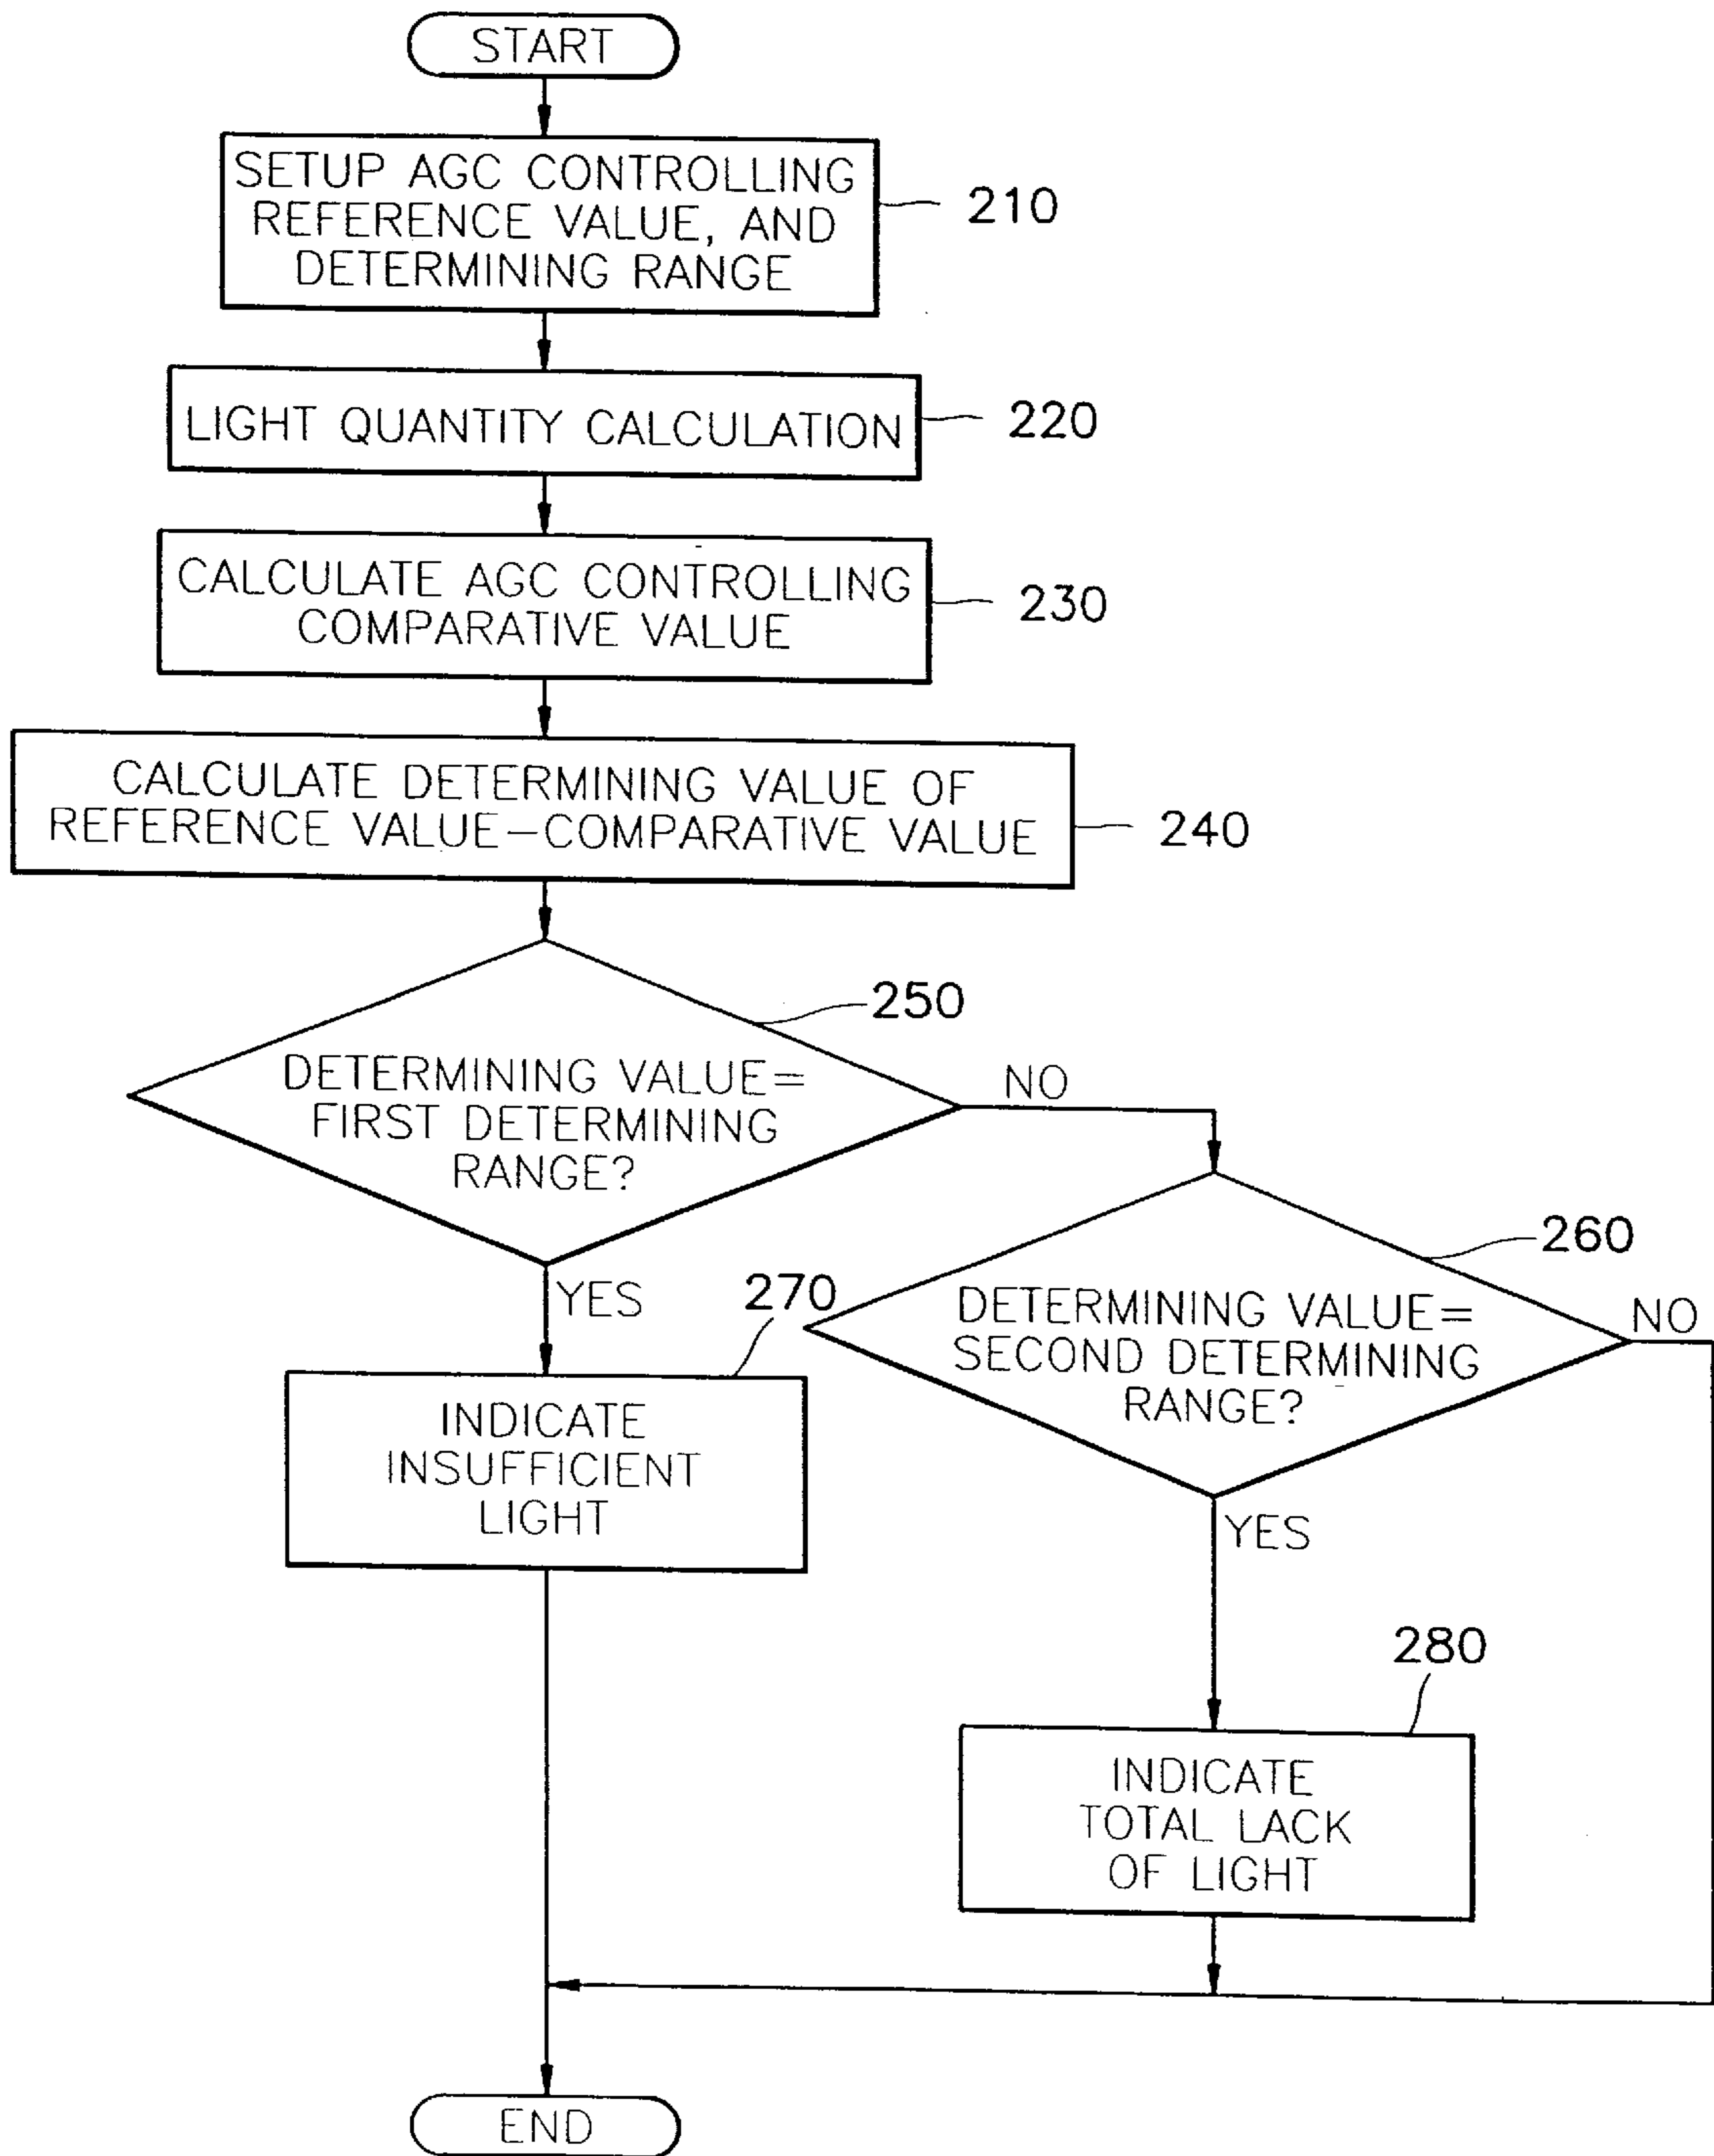 START
SETUP AGC CONTROLLING
REFERENCE VALUE, AND
DETERMINING RANGE
210
LIGHT QUANTITY CALCULATION
220
CALCULATE AGC CONTROLLING
COMPARATIVE VALUE
230
CALCULATE DETERMINING VALUE OF
REFERENCE VALUE–COMPARATIVE VALUE
240
250
DETERMINING VALUE=
FIRST DETERMINING
RANGE?
NO
YES
260
DETERMINING VALUE=
SECOND DETERMINING
RANGE?
NO
YES
270
INDICATE
INSUFFICIENT
LIGHT
280
INDICATE
TOTAL LACK
OF LIGHT
END